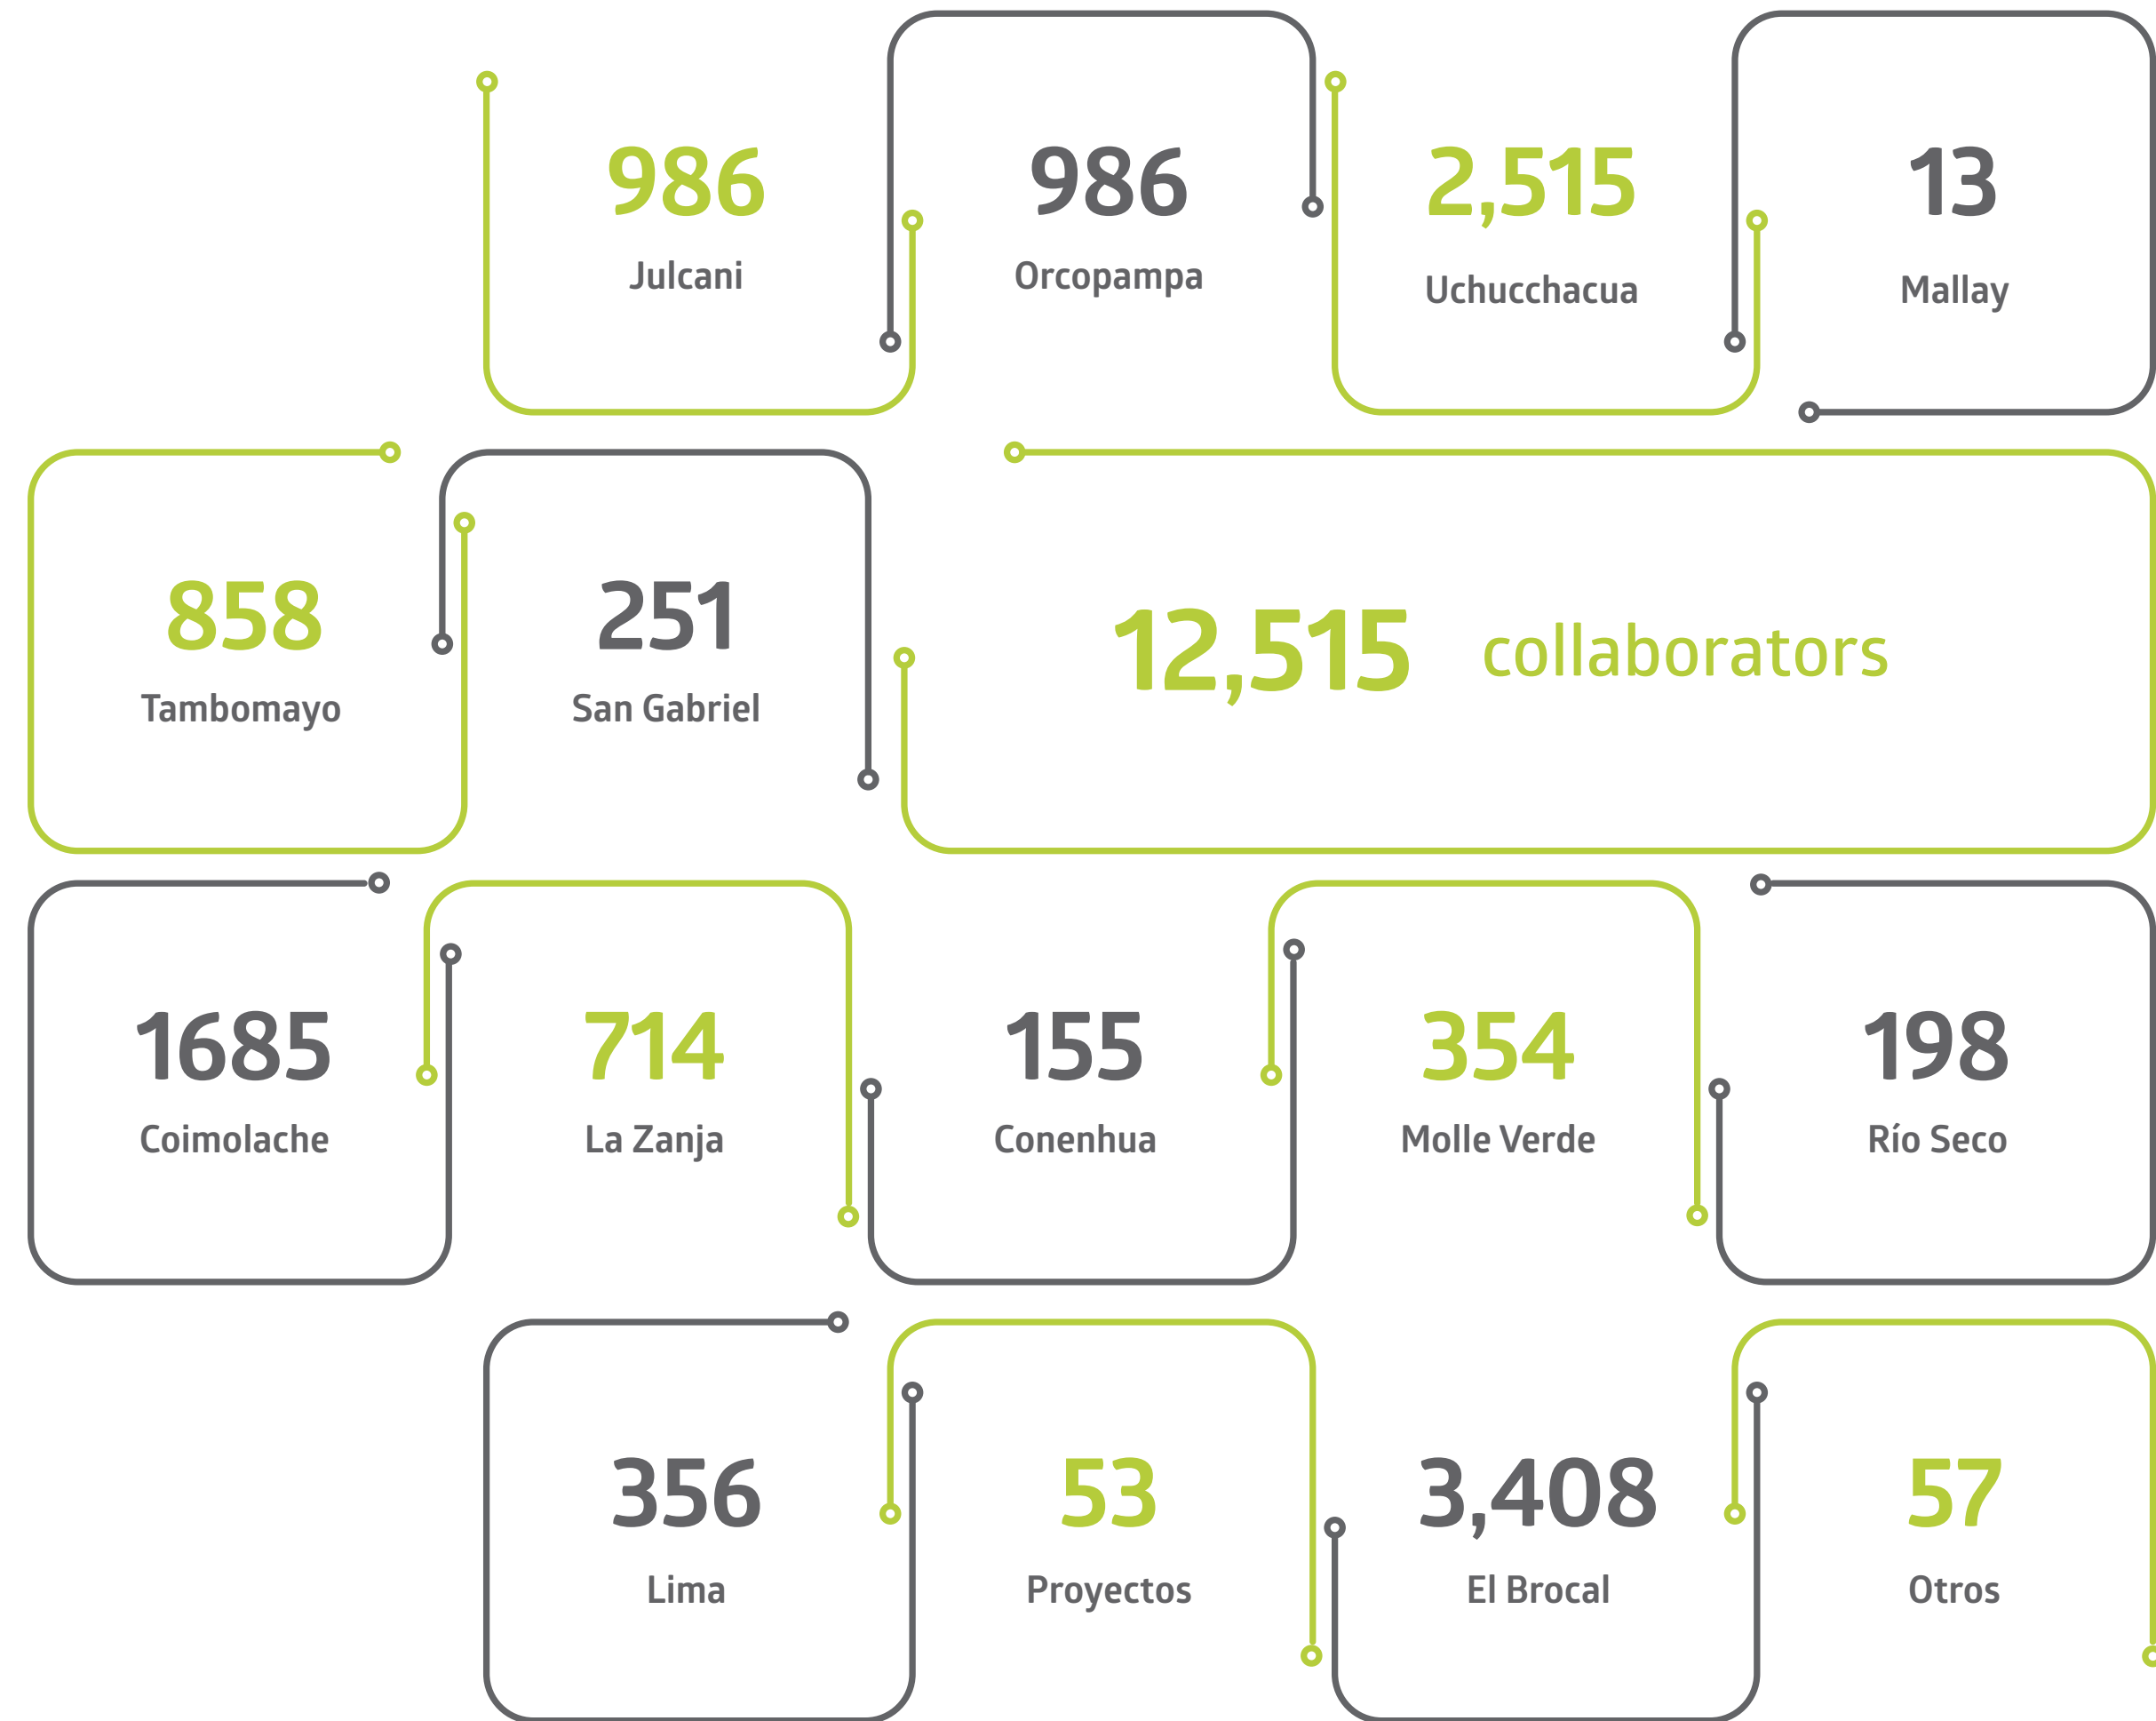 986
Julcani
986
Orcopampa
2,515
Uchucchacua
13
Mallay
858
Tambomayo
251
San Gabriel
12,515 collaborators
1685
Coimolache
714
La Zanja
155
Conenhua
354
Molle Verde
198
Río Seco
356
Lima
53
Proyectos
3,408
El Brocal
57
Otros